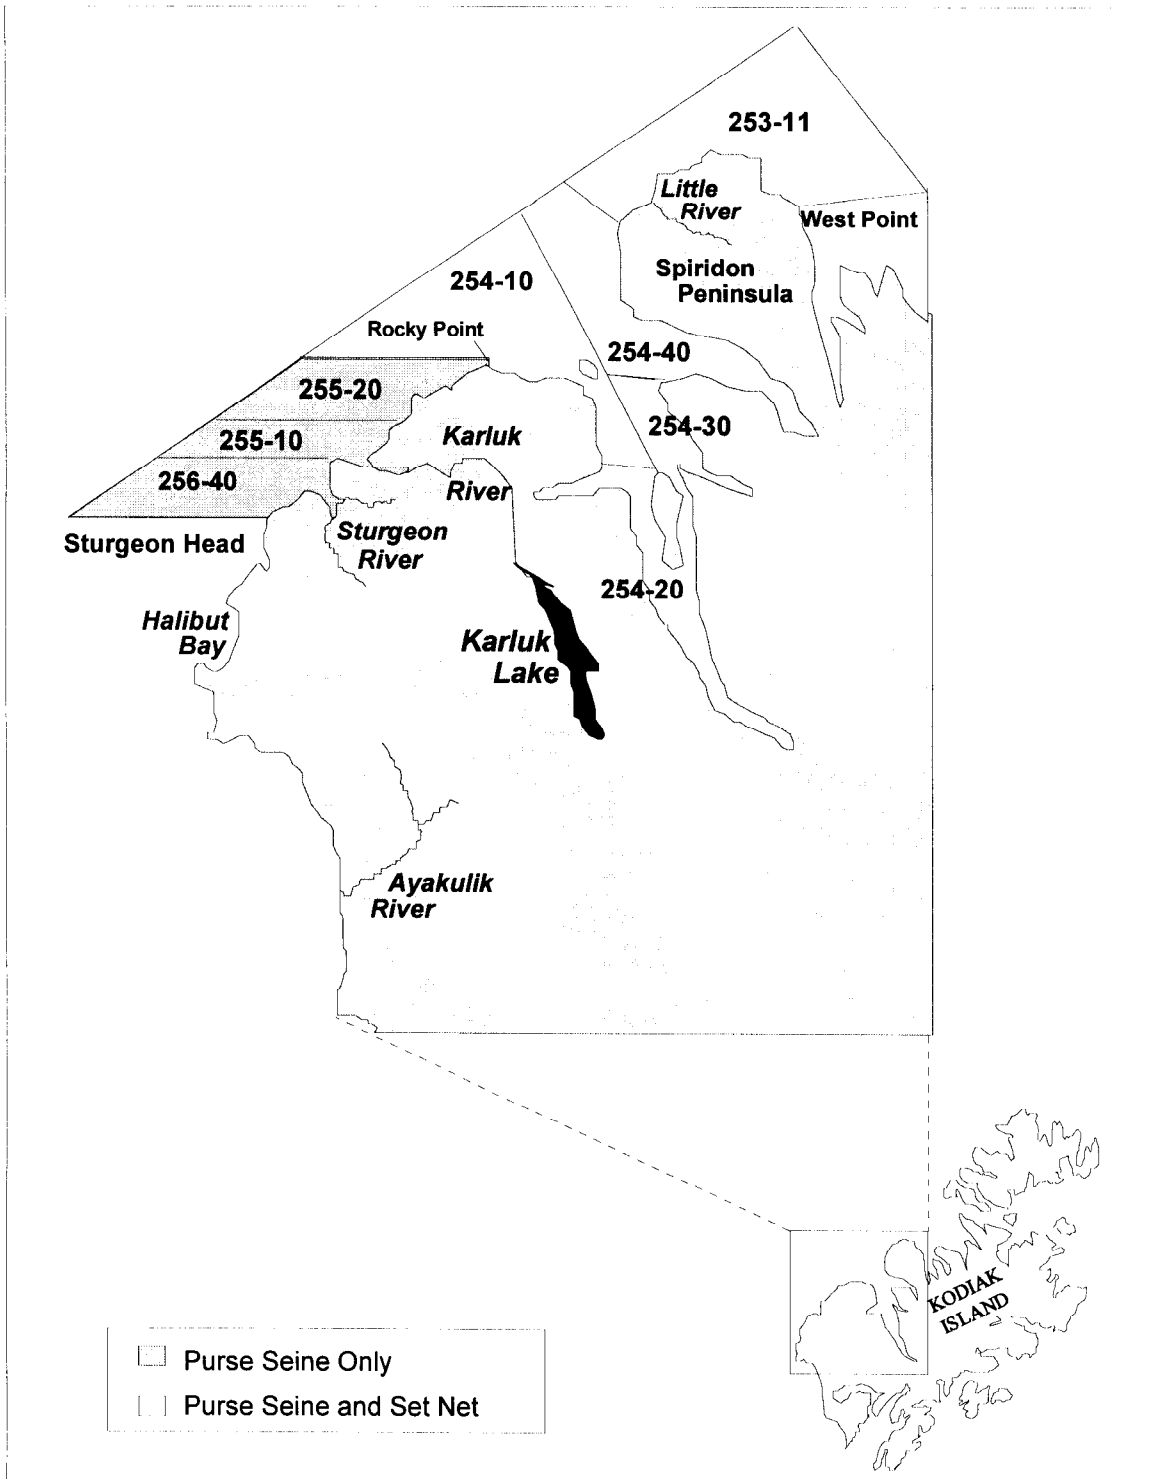 253-11
Little
River
West Point
Spiridon
Peninsula
254-10
Rocky Point
254-40
255-20
254-30
255-10
Karluk
River
256-40
Sturgeon
River
Sturgeon Head
254-20
Halibut
Bay
Karluk
Lake
Ayakulik
River
KODIAK
ISLAND
Purse Seine Only
Purse Seine and Set Net